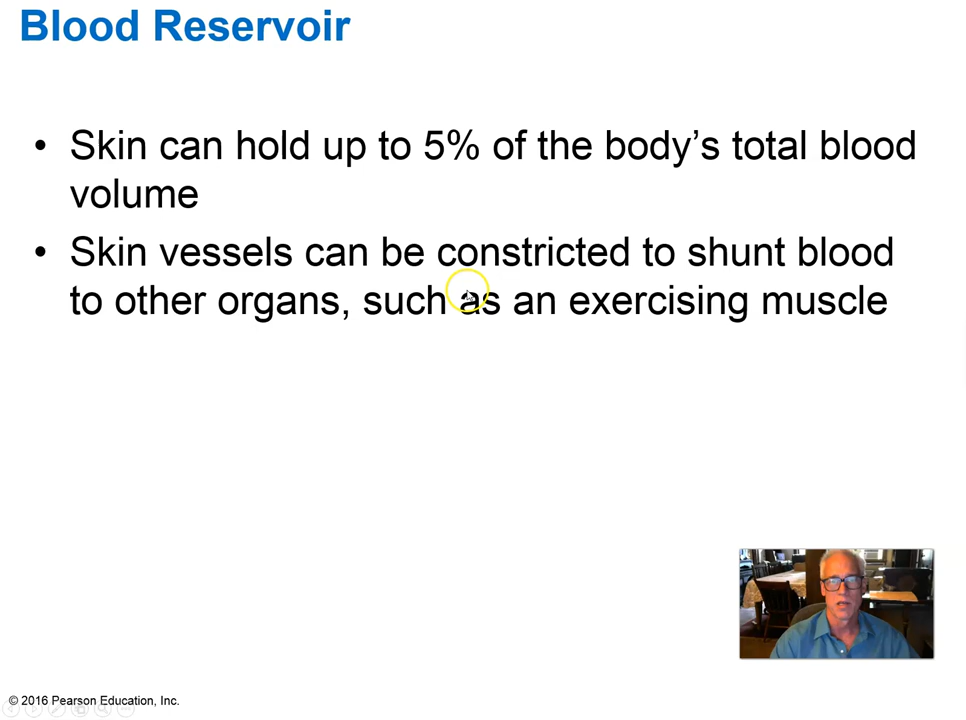 Blood Reservoir
• Skin can hold up to 5% of the body’s total blood
volume
• Skin vessels can be constricted to shunt blood
to other organs, such as an exercising muscle
© 2016 Pearson Education, Inc.